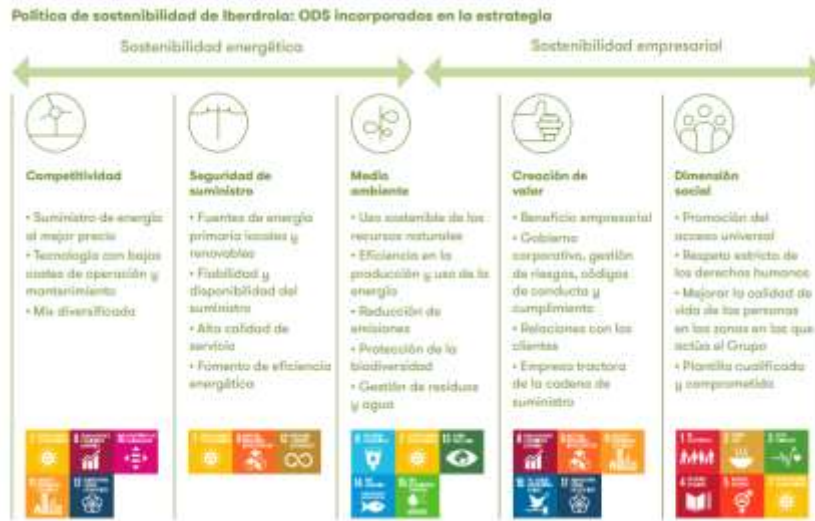 Política de sostenibilidad de Iberdrola: ODS incorporados en la estrategia
Sostenibilidad energética
Sostenibilidad empresarial
Competitividad
• Suministro de energía
al mejor precio
• Tecnología con bajos
costes de operación y
mantenimiento
• Mix diversificado
Seguridad de
suministro
• Fuentes de energía
primaria locales y
renovables
• Fiabilidad y
disponibilidad del
suministro
• Alta calidad de
servicio
• Fomento de eficiencia
energética
Medio
ambiente
• Uso sostenible de los
recursos naturales
• Eficiencia en la
producción y uso de la
energía
• Reducción de
emisiones
• Protección de la
biodiversidad
• Gestión de residuos
y agua
Creación de
valor
• Beneficio empresarial
• Gobierno
corporativo, gestión
de riesgos, códigos
de conducta y
cumplimiento
• Relaciones con los
clientes
• Empresa tractora
de la cadena de
suministro
Dimensión
social
• Promoción del
acceso universal
• Respeto estricto de
los derechos humanos
• Mejorar la calidad de
vida de las personas
en las zonas en las que
actúa el Grupo
• Plantilla cualificada
y comprometida